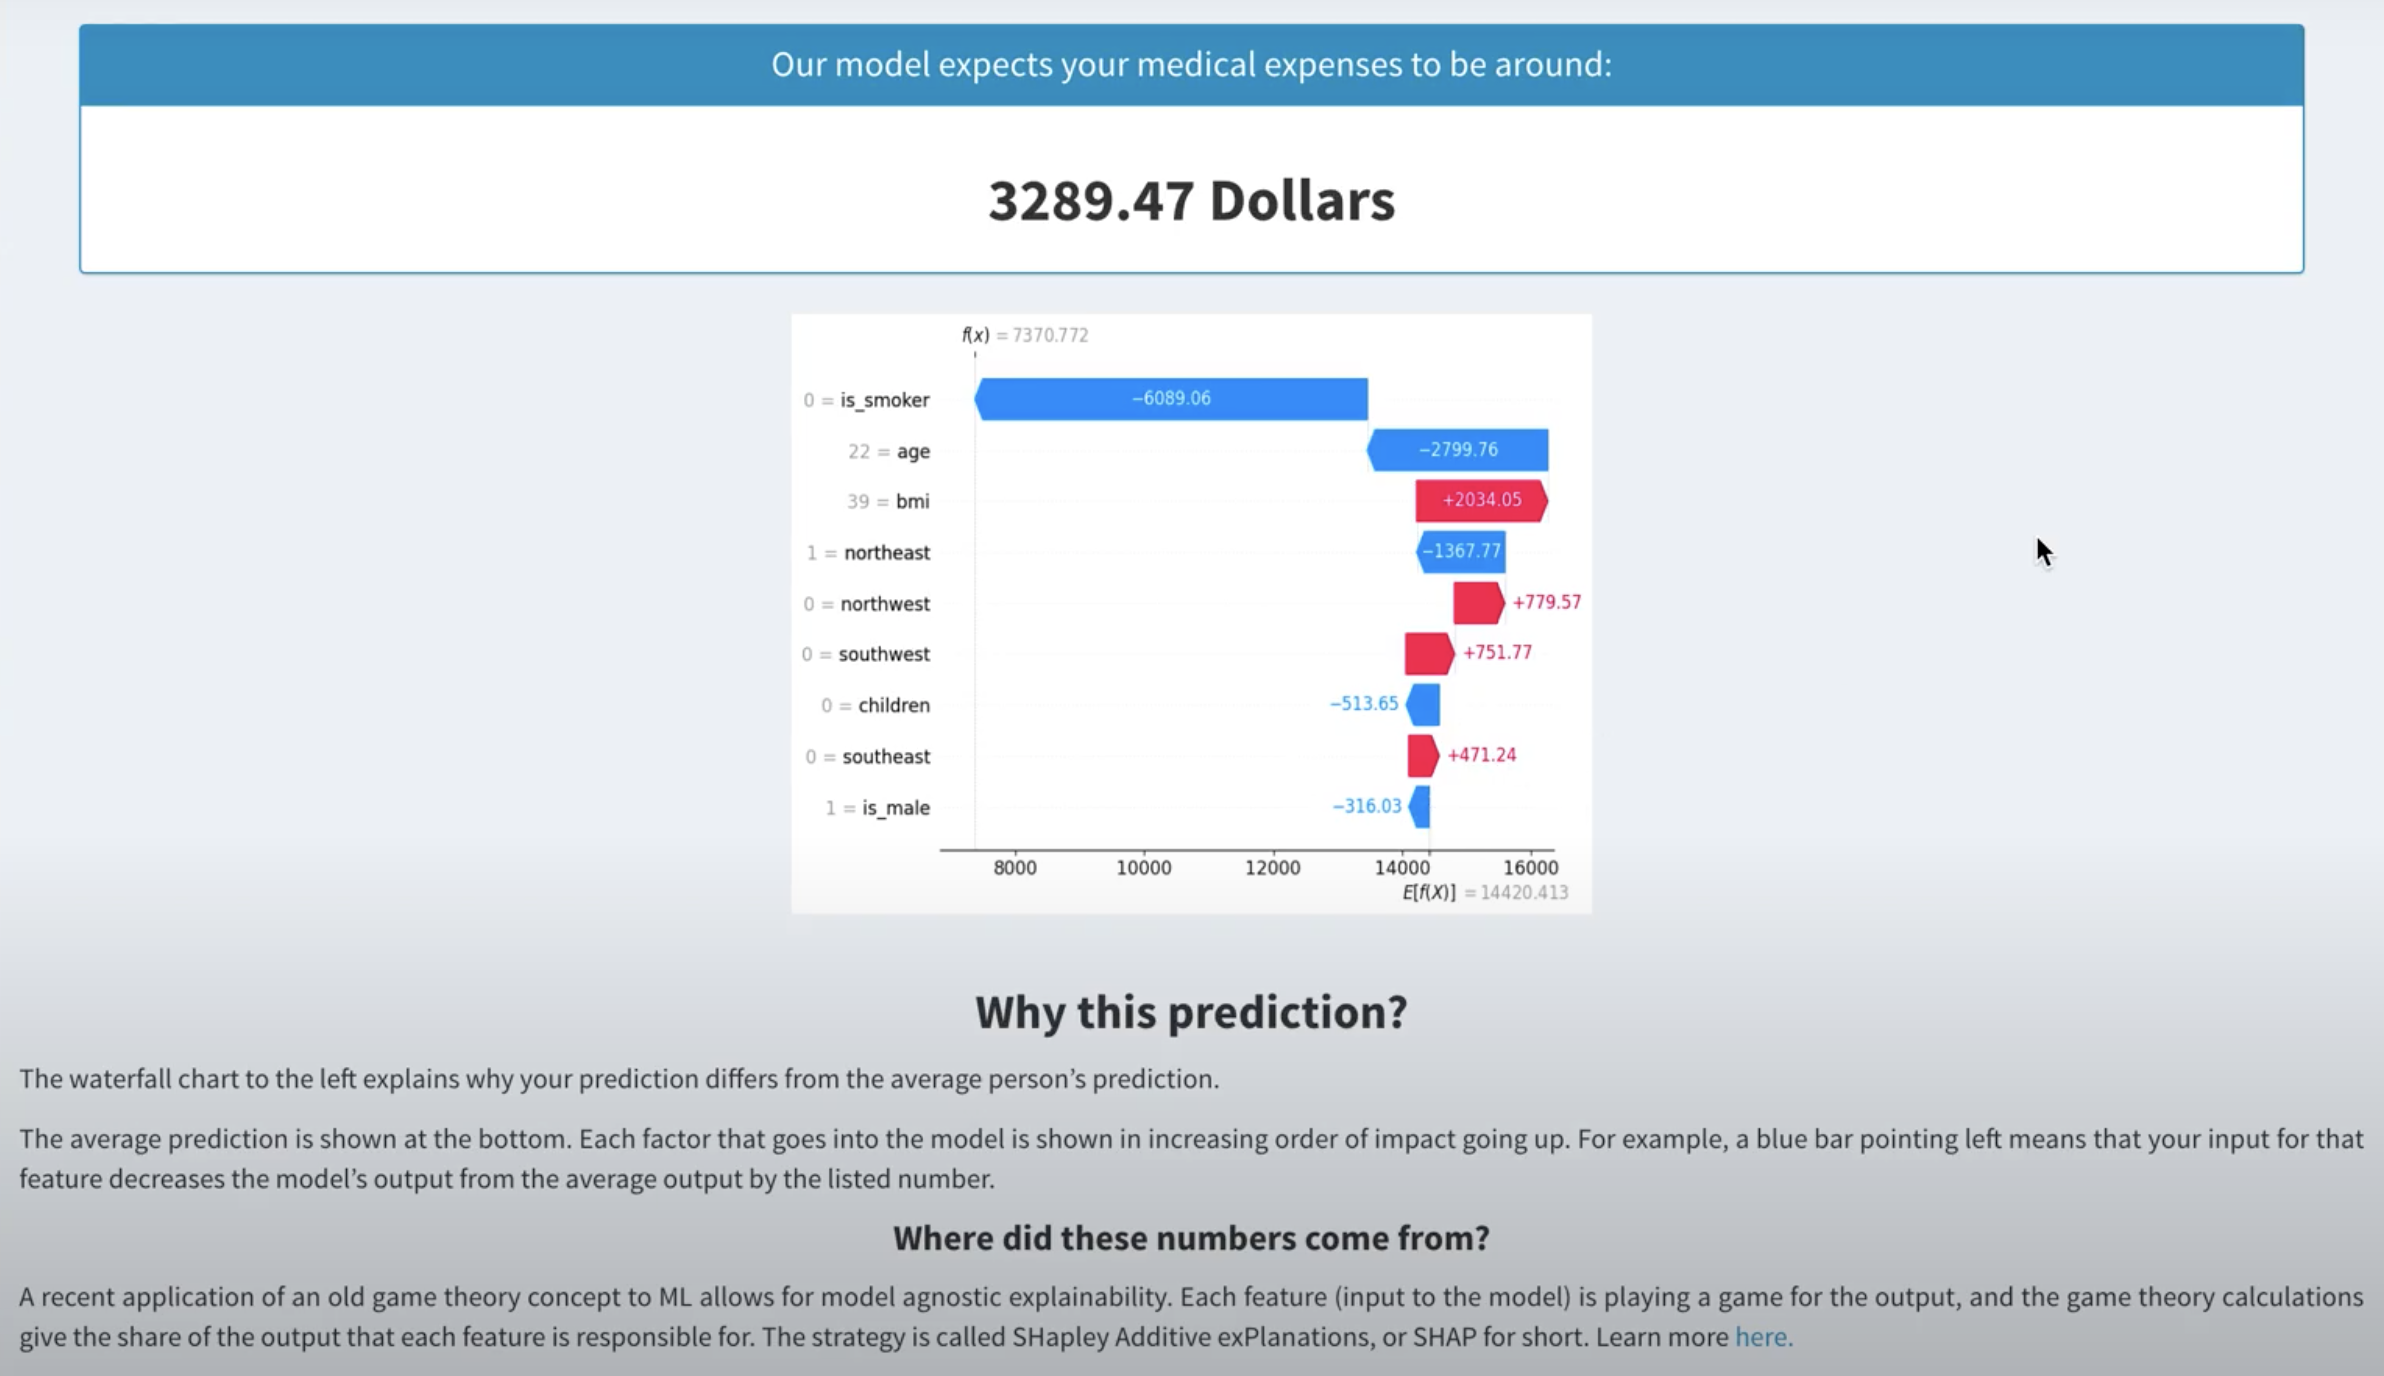 Our model expects your medical expenses to be around:
3289.47 Dollars
f(x) = 7370.772
0 = is_smoker −6089.06
22 = age −2799.76
39 = bmi +2034.05
1 = northeast −1367.77
0 = northwest +779.57
0 = southwest +751.77
0 = children −513.65
0 = southeast +471.24
1 = is_male −316.03
8000 10000 12000 14000 16000
E[f(X)] = 14420.413
Why this prediction?
The waterfall chart to the left explains why your prediction differs from the average person’s prediction.
The average prediction is shown at the bottom. Each factor that goes into the model is shown in increasing order of impact going up. For example, a blue bar pointing left means that your input for that
feature decreases the model’s output from the average output by the listed number.
Where did these numbers come from?
A recent application of an old game theory concept to ML allows for model agnostic explainability. Each feature (input to the model) is playing a game for the output, and the game theory calculations
give the share of the output that each feature is responsible for. The strategy is called SHapley Additive exPlanations, or SHAP for short. Learn more here.